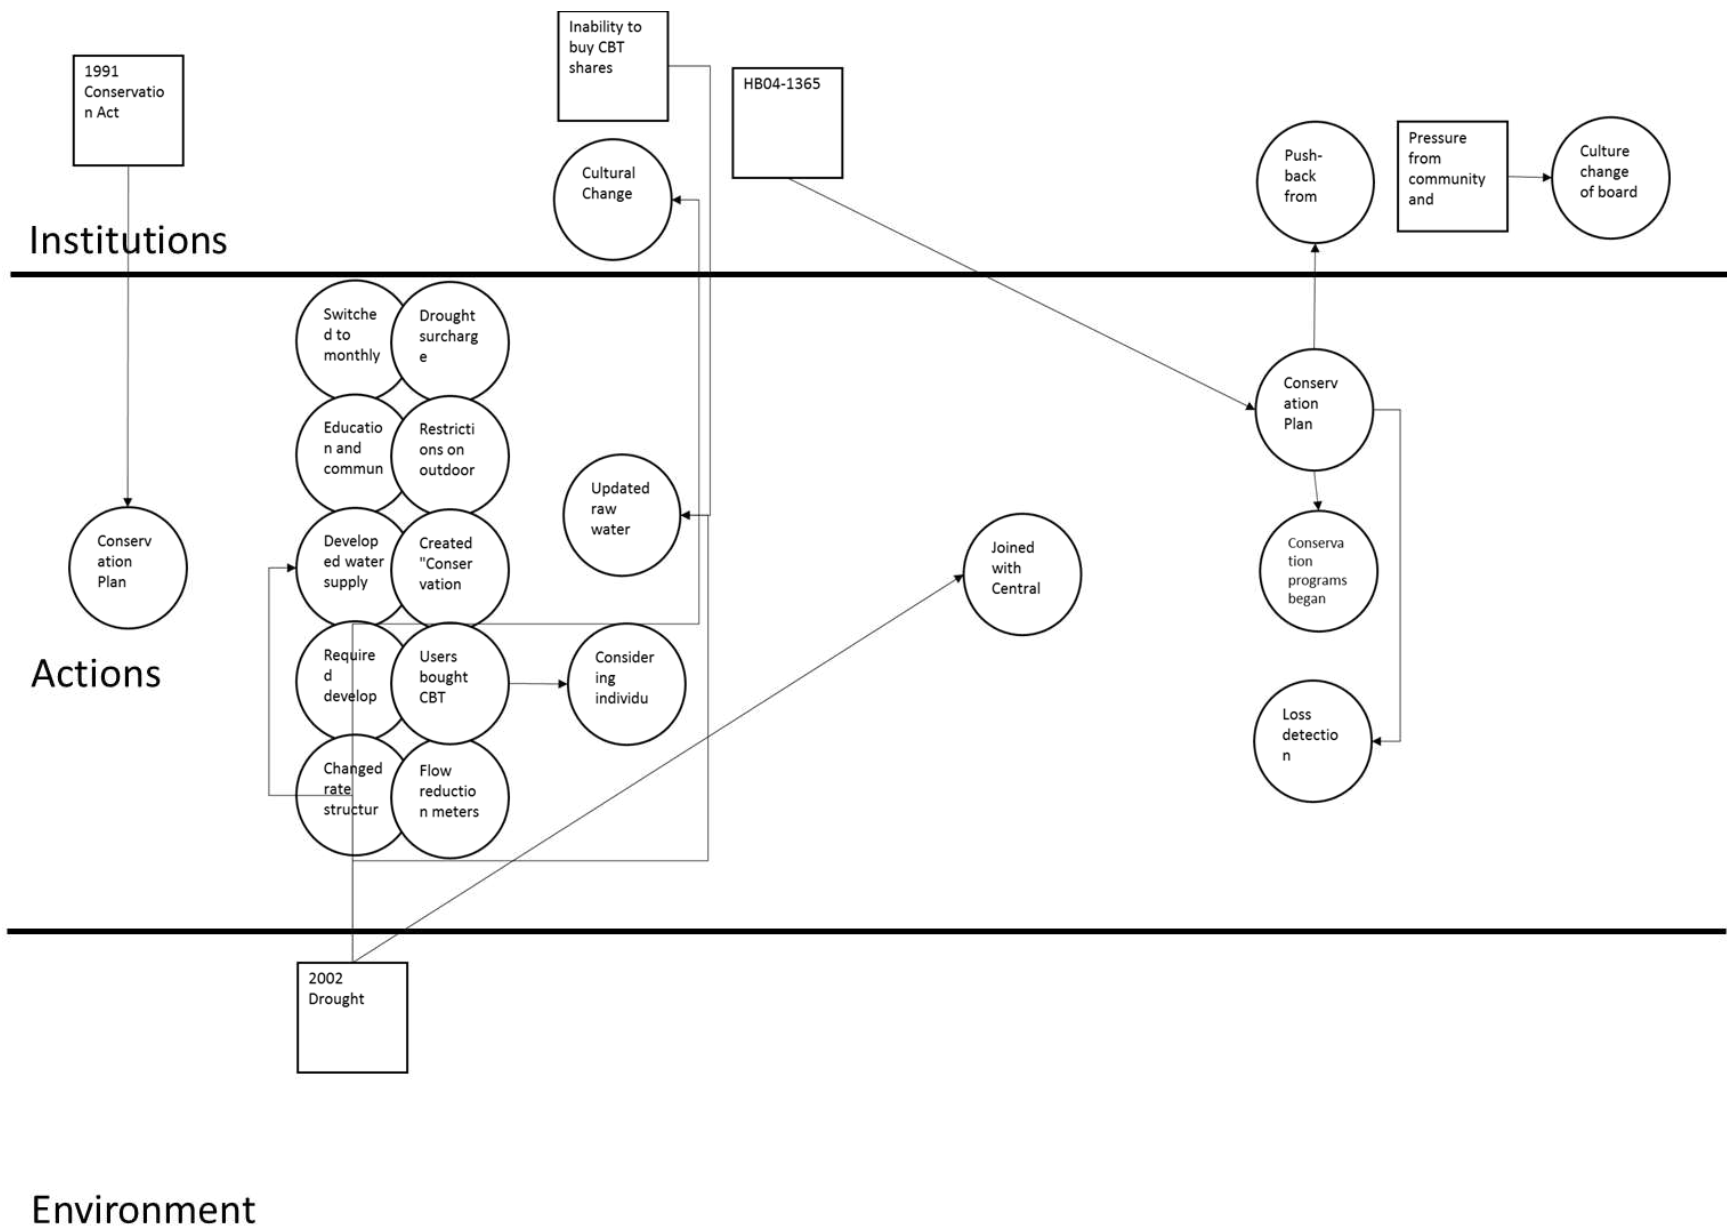 Inability to
buy CBT
shares
1991
Conservatio
n Act
HB04-1365
Cultural
Change
Push-
back
from
Pressure
from
community
and
Culture
change
of board
Institutions
Switche
d to
monthly
Drought
surcharg
e
Educatio
n and
commun
Restricti
ons on
outdoor
Conserv
ation
Plan
Updated
raw
water
Conserv
ation
Plan
Develop
ed water
supply
Created
"Conser
vation
Joined
with
Central
Conserva
tion
programs
began
Actions
Require
d
develop
Users
bought
CBT
Consider
ing
individu
Loss
detectio
n
Changed
rate
structur
Flow
reductio
n meters
2002
Drought
Environment